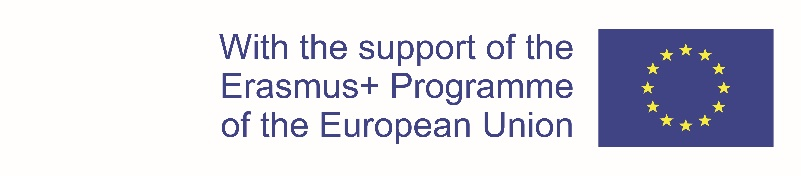 With the support of the
Erasmus+ Programme
of the European Union